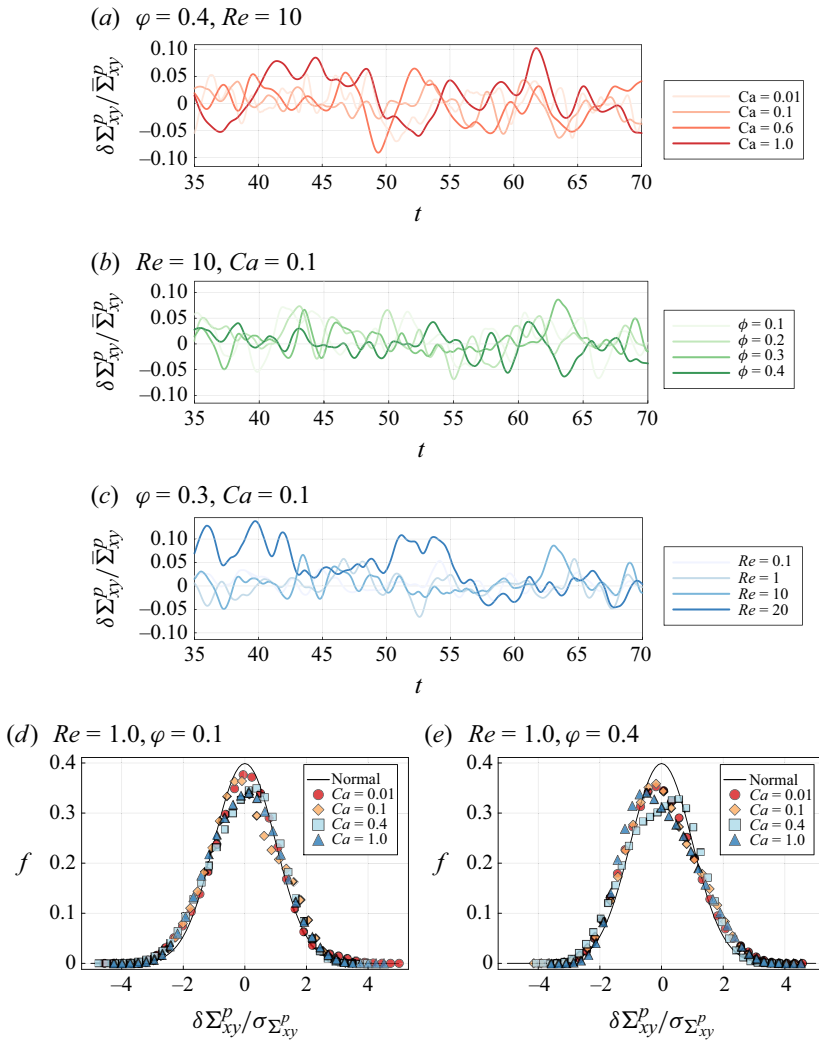 (a) φ = 0.4, Re = 10
δΣ^p_xy/Σ̄^p_xy
0.10
0.05
0
−0.05
−0.10
35 40 45 50 55 60 65 70
t
Ca = 0.01
Ca = 0.1
Ca = 0.6
Ca = 1.0
(b) Re = 10, Ca = 0.1
δΣ^p_xy/Σ̄^p_xy
0.10
0.05
0
−0.05
−0.10
35 40 45 50 55 60 65 70
t
ϕ = 0.1
ϕ = 0.2
ϕ = 0.3
ϕ = 0.4
(c) φ = 0.3, Ca = 0.1
δΣ^p_xy/Σ̄^p_xy
0.10
0.05
0
−0.05
−0.10
35 40 45 50 55 60 65 70
t
Re = 0.1
Re = 1
Re = 10
Re = 20
(d) Re = 1.0, φ = 0.1
f
0.4
0.3
0.2
0.1
0
−4 −2 0 2 4
δΣ^p_xy/σ_Σ^p_xy
Normal
Ca = 0.01
Ca = 0.1
Ca = 0.4
Ca = 1.0
(e) Re = 1.0, φ = 0.4
f
0.4
0.3
0.2
0.1
0
−4 −2 0 2 4
δΣ^p_xy/σ_Σ^p_xy
Normal
Ca = 0.01
Ca = 0.1
Ca = 0.4
Ca = 1.0